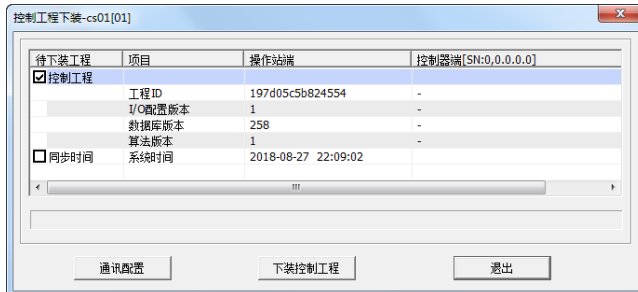 控制工程下装-cs01[01]
待下装工程 项目 操作站端 控制器端[SN:0,0.0.0.0]
控制工程
工程ID 197d05c5b824554 -
I/O配置版本 1 -
数据库版本 258 -
算法版本 1 -
同步时间 系统时间 2018-08-27 22:09:02
通讯配置 下装控制工程 退出